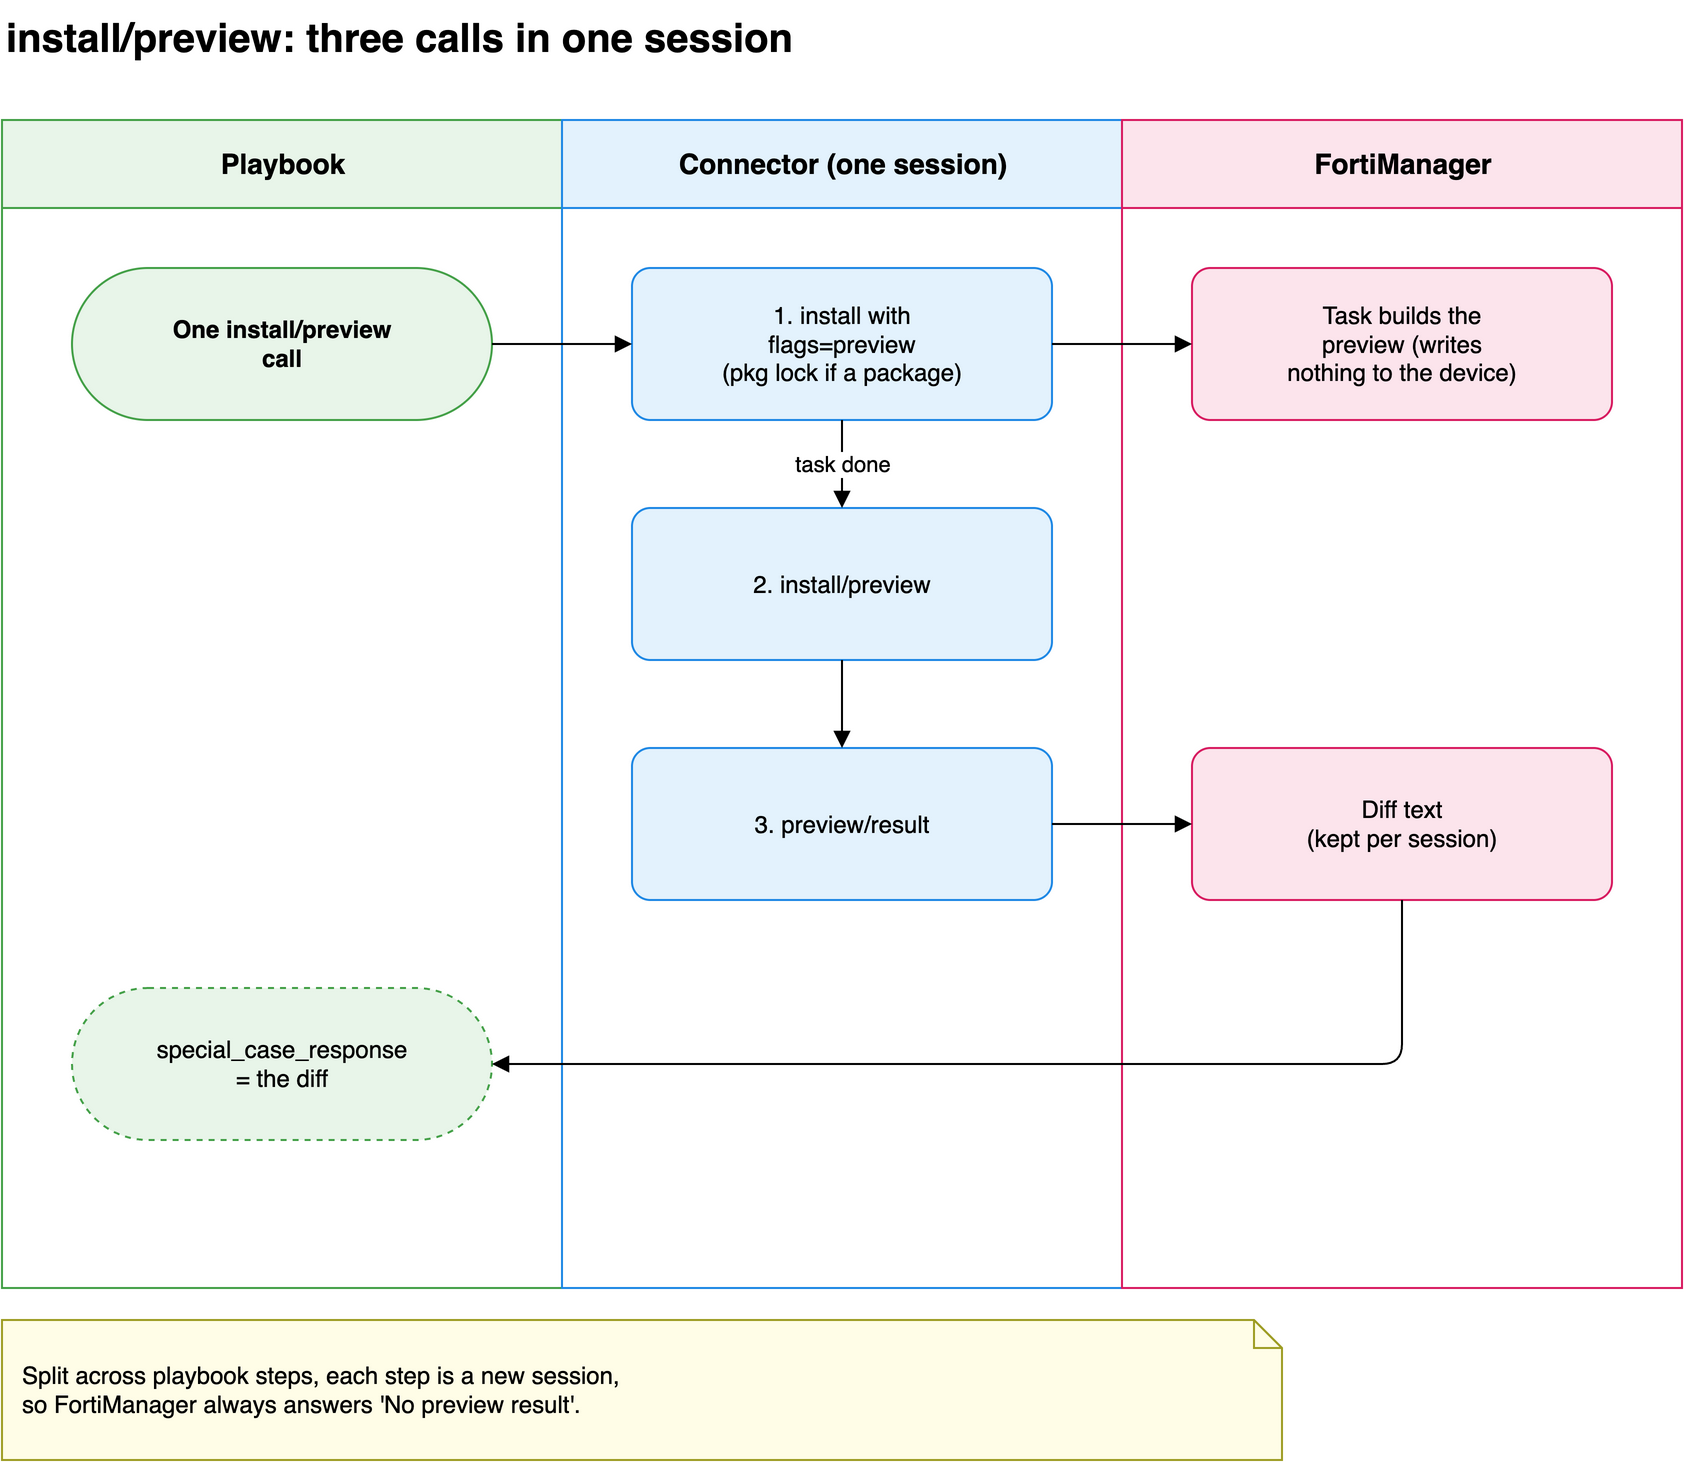 install/preview: three calls in one session
Playbook
Connector (one session)
FortiManager
One install/preview
call
1. install with
flags=preview
(pkg lock if a package)
Task builds the
preview (writes
nothing to the device)
task done
2. install/preview
3. preview/result
Diff text
(kept per session)
special_case_response
= the diff
Split across playbook steps, each step is a new session,
so FortiManager always answers 'No preview result'.